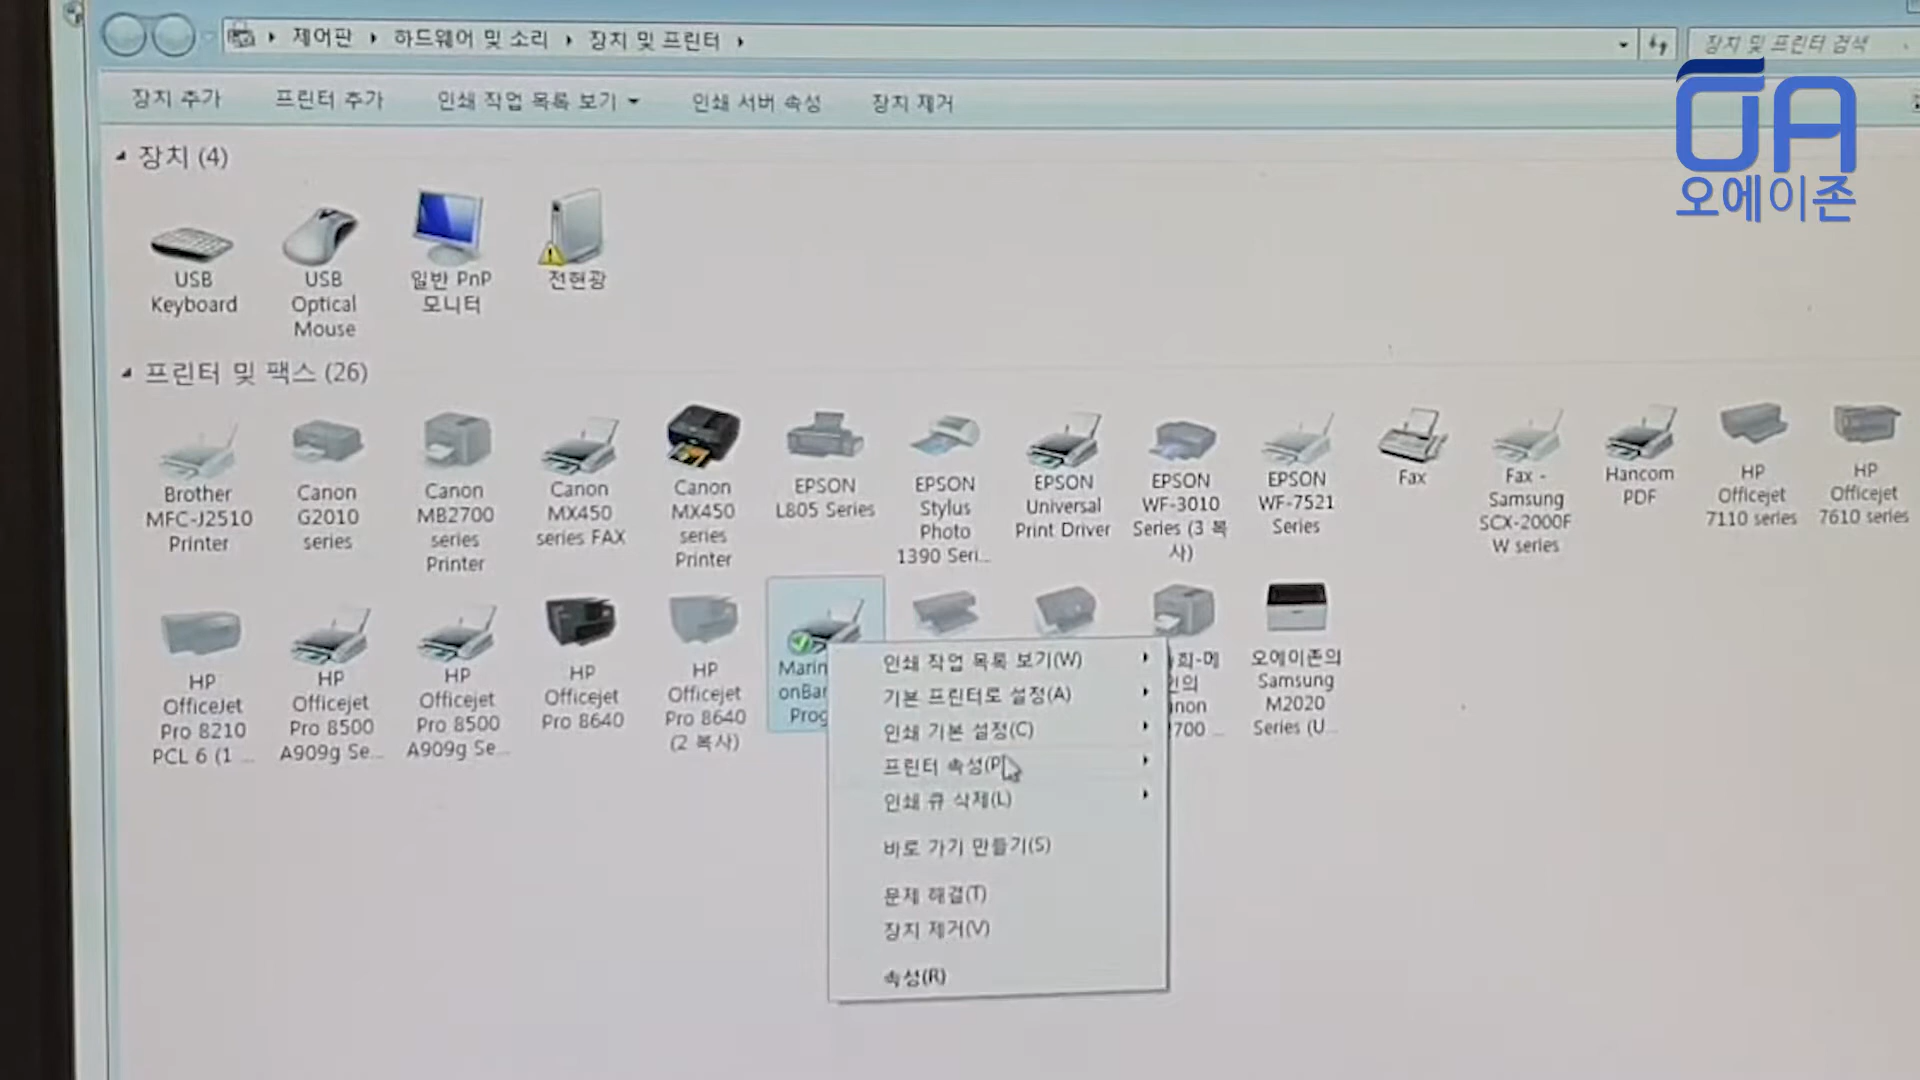 제어판 ▸ 하드웨어 및 소리 ▸ 장치 및 프린터 ▸
장치 및 프린터 검색
OA
오에이존
장치 추가 프린터 추가 인쇄 작업 목록 보기 인쇄 서버 속성 장치 제거
장치 (4)
USB
Keyboard
USB
Optical
Mouse
일반 PnP
모니터
전현광
프린터 및 팩스 (26)
Brother
MFC-J2510
Printer
Canon
G2010
series
Canon
MB2700
series
Printer
Canon
MX450
series FAX
Canon
MX450
series
Printer
EPSON
L805 Series
EPSON
Stylus
Photo
1390 Seri...
EPSON
Universal
Print Driver
EPSON
WF-3010
Series (3 복
사)
EPSON
WF-7521
Series
Fax
Fax -
Samsung
SCX-2000F
W series
Hancom
PDF
HP
Officejet
7110 series
HP
Officejet
7610 series
HP
OfficeJet
Pro 8210
PCL 6 (1 ...
HP
Officejet
Pro 8500
A909g Se...
HP
Officejet
Pro 8500
A909g Se...
HP
Officejet
Pro 8640
HP
Officejet
Pro 8640
(2 복사)
Marin
onBar
Prog
희-메
인의
non
2700 ...
오에이존의
Samsung
M2020
Series (U...
인쇄 작업 목록 보기(W)
기본 프린터로 설정(A)
인쇄 기본 설정(C)
프린터 속성(P)
인쇄 큐 삭제(L)
바로 가기 만들기(S)
문제 해결(T)
장치 제거(V)
속성(R)